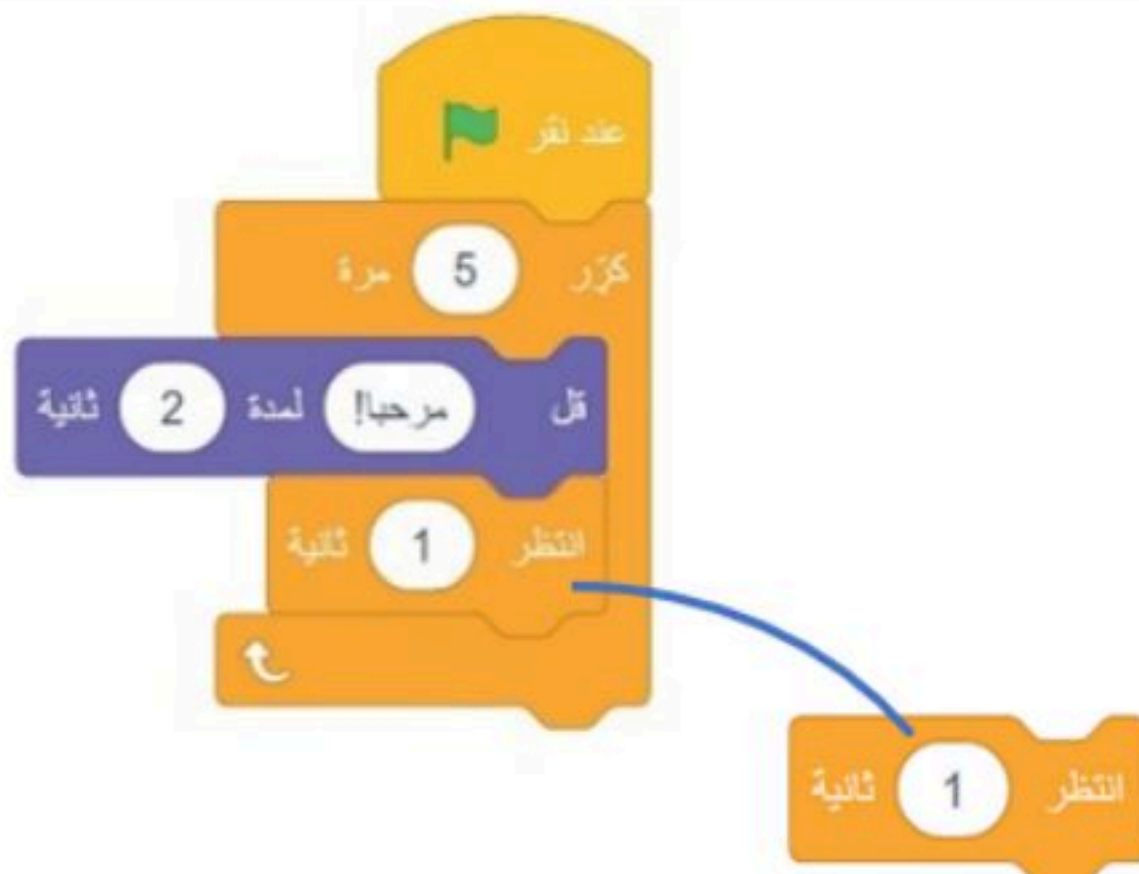 عند نقر
كرّر 5 مرة
قل مرحبا! لمدة 2 ثانية
انتظر 1 ثانية
انتظر 1 ثانية